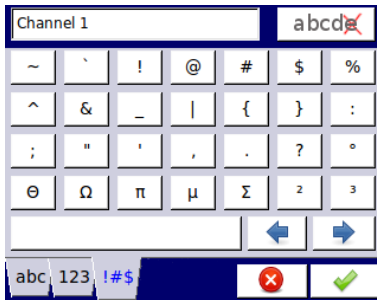 Channel 1 abcde
~ ` ! @ # $ %
^ & _ | { } :
; " ' , . ? °
Θ Ω π μ Σ ² ³
abc 123 !#$